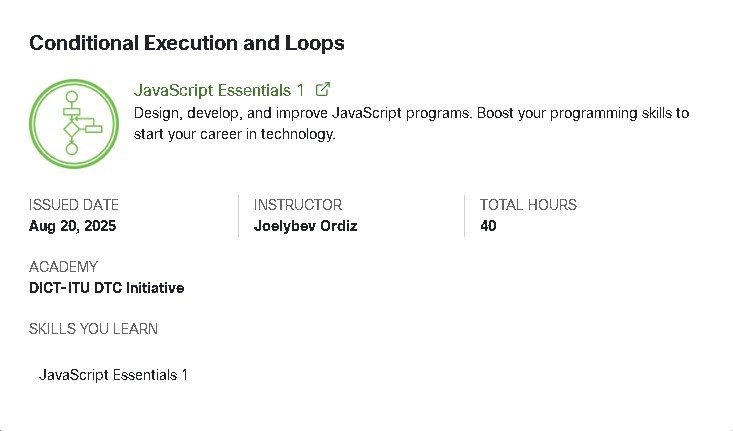 Conditional Execution and Loops
JavaScript Essentials 1
Design, develop, and improve JavaScript programs. Boost your programming skills to
start your career in technology.
ISSUED DATE
Aug 20, 2025
INSTRUCTOR
Joelybev Ordiz
TOTAL HOURS
40
ACADEMY
DICT-ITU DTC Initiative
SKILLS YOU LEARN
JavaScript Essentials 1